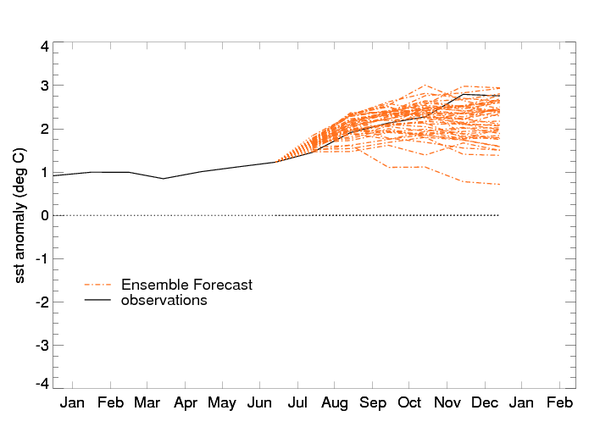 4
3
2
1
0
-1
-2
-3
-4
sst anomaly (deg C)
Ensemble Forecast
observations
Jan Feb Mar Apr May Jun Jul Aug Sep Oct Nov Dec Jan Feb